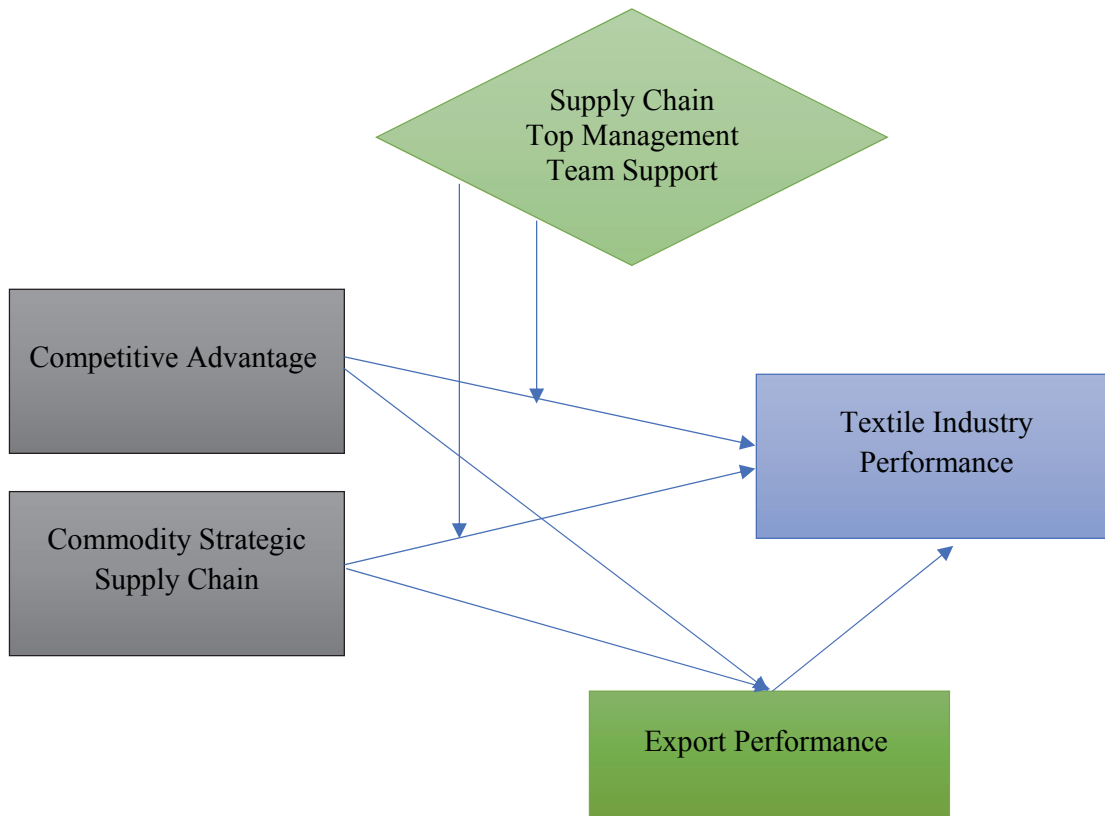 Supply Chain
Top Management
Team Support
Competitive Advantage
Textile Industry
Performance
Commodity Strategic
Supply Chain
Export Performance